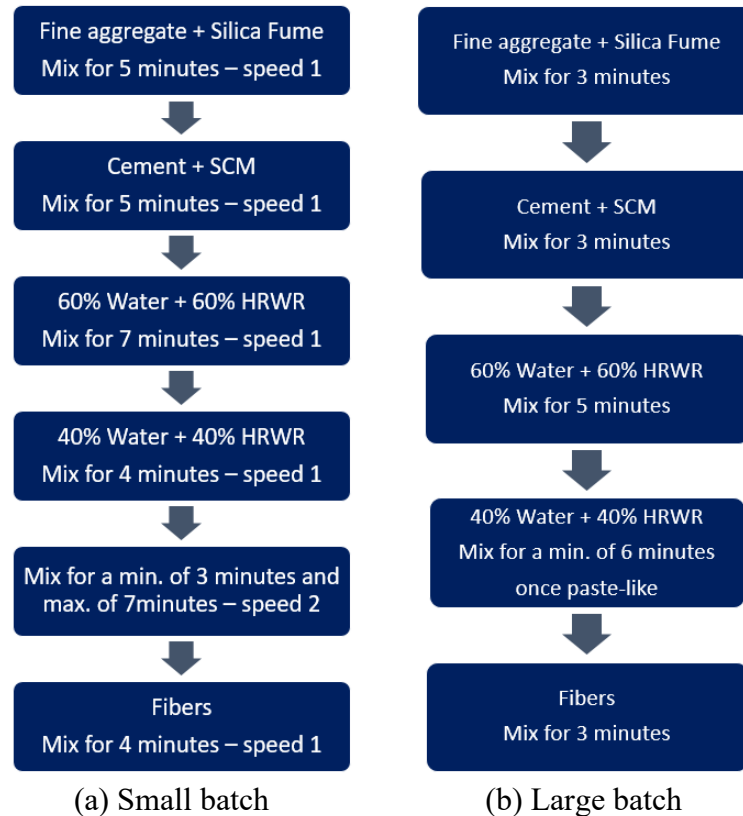 Fine aggregate + Silica Fume
Mix for 5 minutes – speed 1
Cement + SCM
Mix for 5 minutes – speed 1
60% Water + 60% HRWR
Mix for 7 minutes – speed 1
40% Water + 40% HRWR
Mix for 4 minutes – speed 1
Mix for a min. of 3 minutes and
max. of 7minutes – speed 2
Fibers
Mix for 4 minutes – speed 1
(a) Small batch
Fine aggregate + Silica Fume
Mix for 3 minutes
Cement + SCM
Mix for 3 minutes
60% Water + 60% HRWR
Mix for 5 minutes
40% Water + 40% HRWR
Mix for a min. of 6 minutes
once paste-like
Fibers
Mix for 3 minutes
(b) Large batch